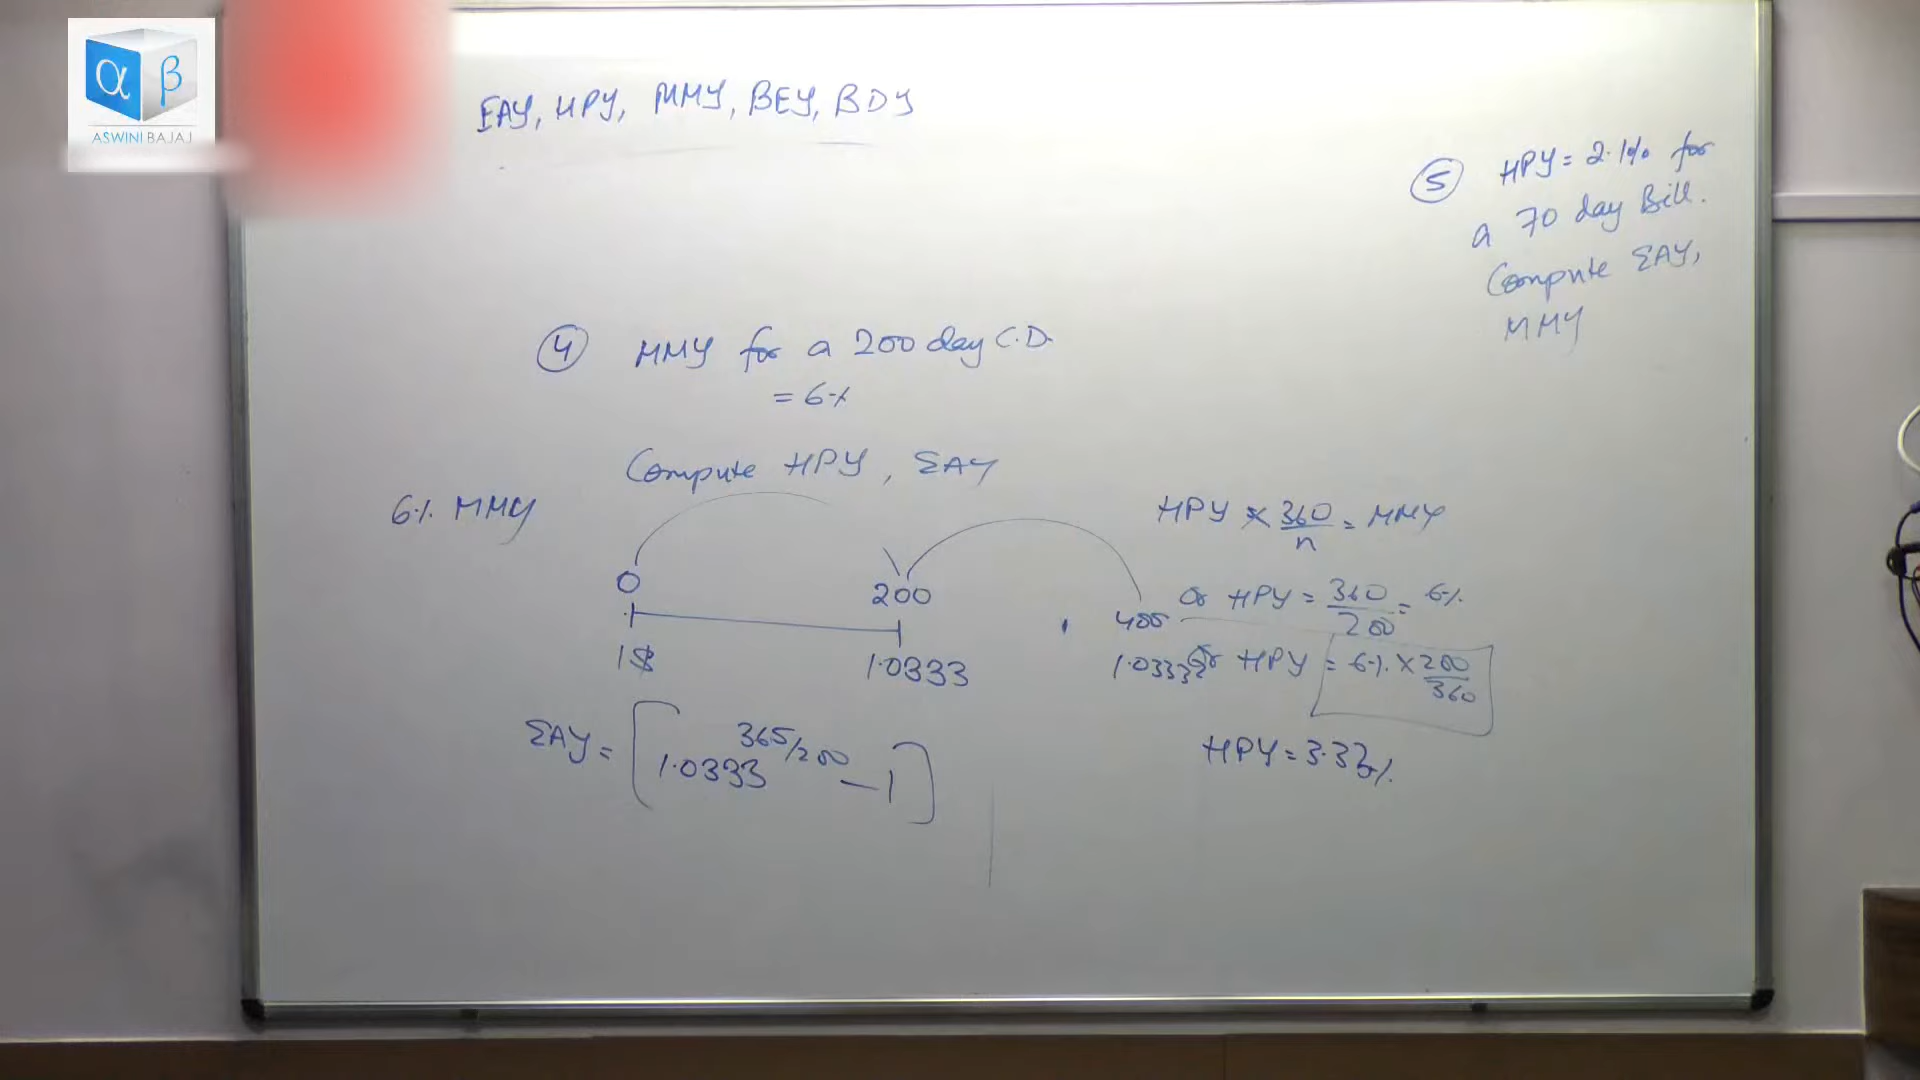 α β
ASWINI BAJAJ
EAY, HPY, MMY, BEY, BDY
⑤ HPY = 2.1% for
a 70 day Bill.
Compute EAY,
MMY
④ MMY for a 200 day C.D.
= 6%
Compute HPY, EAY
6% MMY
0 200 400
1$ 1.0333 1.0333²
EAY = [1.0333^365/200 - 1]
HPY × 360/n = MMY
or HPY = 360/200 = 6%
or HPY = 6% × 200/360
HPY = 3.33%